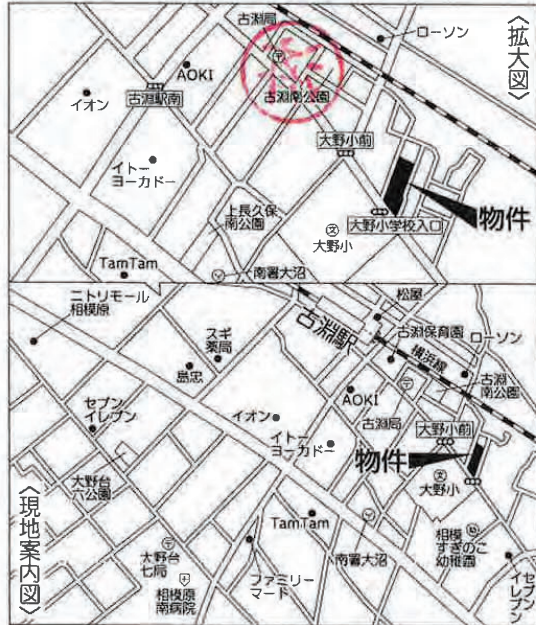 〈拡大図〉
古淵局
ローソン
AOKI
古淵南公園
イオン
古淵駅南
大野小前
イトー
ヨーカドー
物件
上長久保
南公園
大野小学校入口
大野小
TamTam
南署大沼
〈現地案内図〉
ニトリモール
相模原
松屋
古淵駅
古淵保育園
ローソン
スギ
薬局
横浜線
島忠
古淵
南公園
AOKI
セブン
イレブン
イオン
古淵局
大野小前
イトー
ヨーカドー
物件
大野台
六公園
大野小
TamTam
大野台
七局
南署大沼
相模
すぎのこ
幼稚園
ファミリー
マード
相模原
南病院
セブン
イレブン